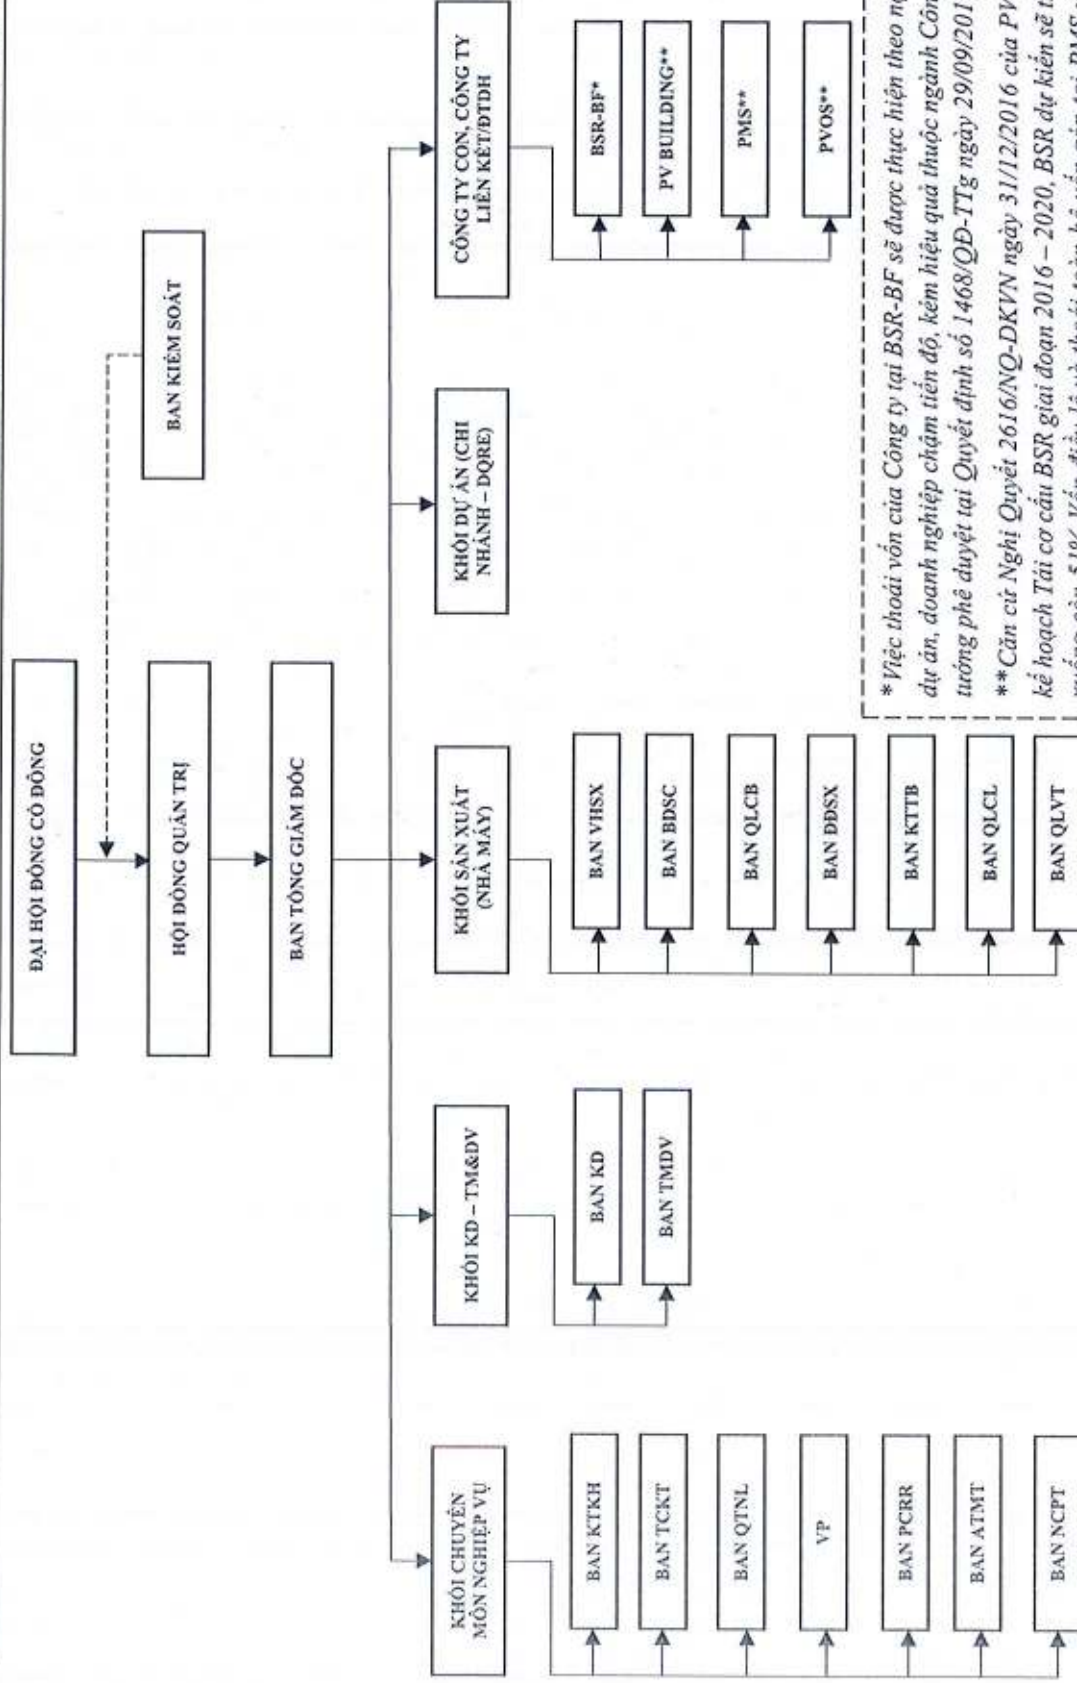 ĐẠI HỘI ĐỒNG CỔ ĐÔNG
BAN KIỂM SOÁT
HỘI ĐỒNG QUẢN TRỊ
BAN TỔNG GIÁM ĐỐC
KHỐI CHUYÊN
MÔN NGHIỆP VỤ
KHỐI KD – TM&DV
KHỐI SẢN XUẤT
(NHÀ MÁY)
KHỐI DỰ ÁN (CHI
NHÁNH – DQRE)
CÔNG TY CON, CÔNG TY
LIÊN KẾT/ĐTDH
BAN KTKH
BAN TCKT
BAN QTNL
VP
BAN PCRR
BAN ATMT
BAN NCPT
BAN KD
BAN TMDV
BAN VHSX
BAN BDSC
BAN QLCB
BAN ĐĐSX
BAN KTTB
BAN QLCL
BAN QLVT
BSR-BF*
PV BUILDING**
PMS**
PVOS**
*Việc thoái vốn của Công ty tại BSR-BF sẽ được thực hiện theo
dự án, doanh nghiệp chậm tiến độ, kém hiệu quả thuộc ngành
tướng phê duyệt tại Quyết định số 1468/QĐ-TTg ngày 29/09/201
**Căn cứ Nghị Quyết 2616/NQ-DKVN ngày 31/12/2016 của
kế hoạch Tái cơ cấu BSR giai đoạn 2016 – 2020, BSR dự kiến sẽ